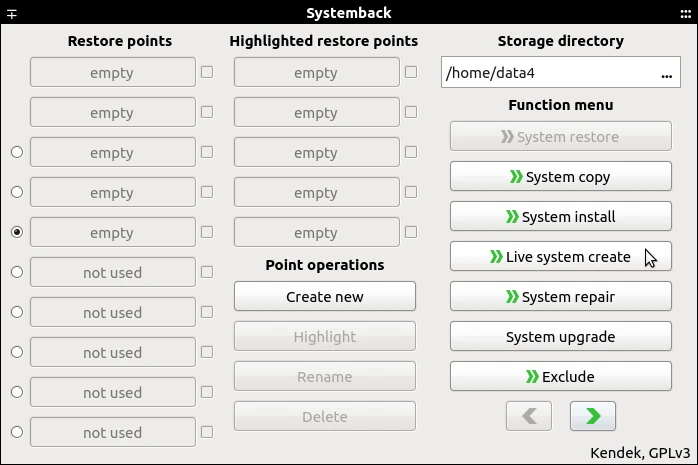 Systemback
Restore points
empty
empty
empty
empty
empty
not used
not used
not used
not used
not used
Highlighted restore points
empty
empty
empty
empty
empty
Point operations
Create new
Highlight
Rename
Delete
Storage directory
/home/data4 ...
Function menu
System restore
System copy
System install
Live system create
System repair
System upgrade
Exclude
Kendek, GPLv3